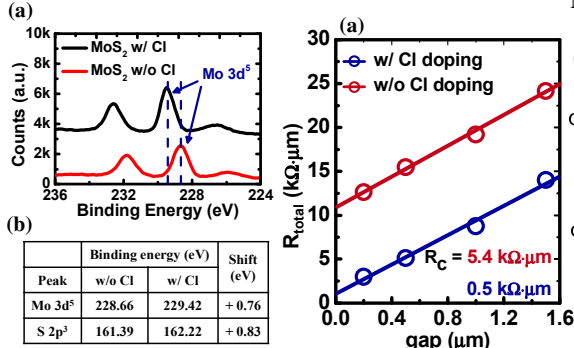 (a)
10k
8k
6k
4k
2k
0
Counts (a.u.)
MoS2 w/ Cl
MoS2 w/o Cl
Mo 3d⁵
236
232
228
224
Binding Energy (eV)
(b)
Binding energy (eV)
Shift
(eV)
Peak
w/o Cl
w/ Cl
Mo 3d⁵
228.66
229.42
+ 0.76
S 2p³
161.39
162.22
+ 0.83
(a)
30
25
20
15
10
5
0
Rtotal (kΩ·μm)
w/ Cl doping
w/o Cl doping
RC = 5.4 kΩ·μm
0.5 kΩ·μm
0.0
0.4
0.8
1.2
1.6
gap (μm)